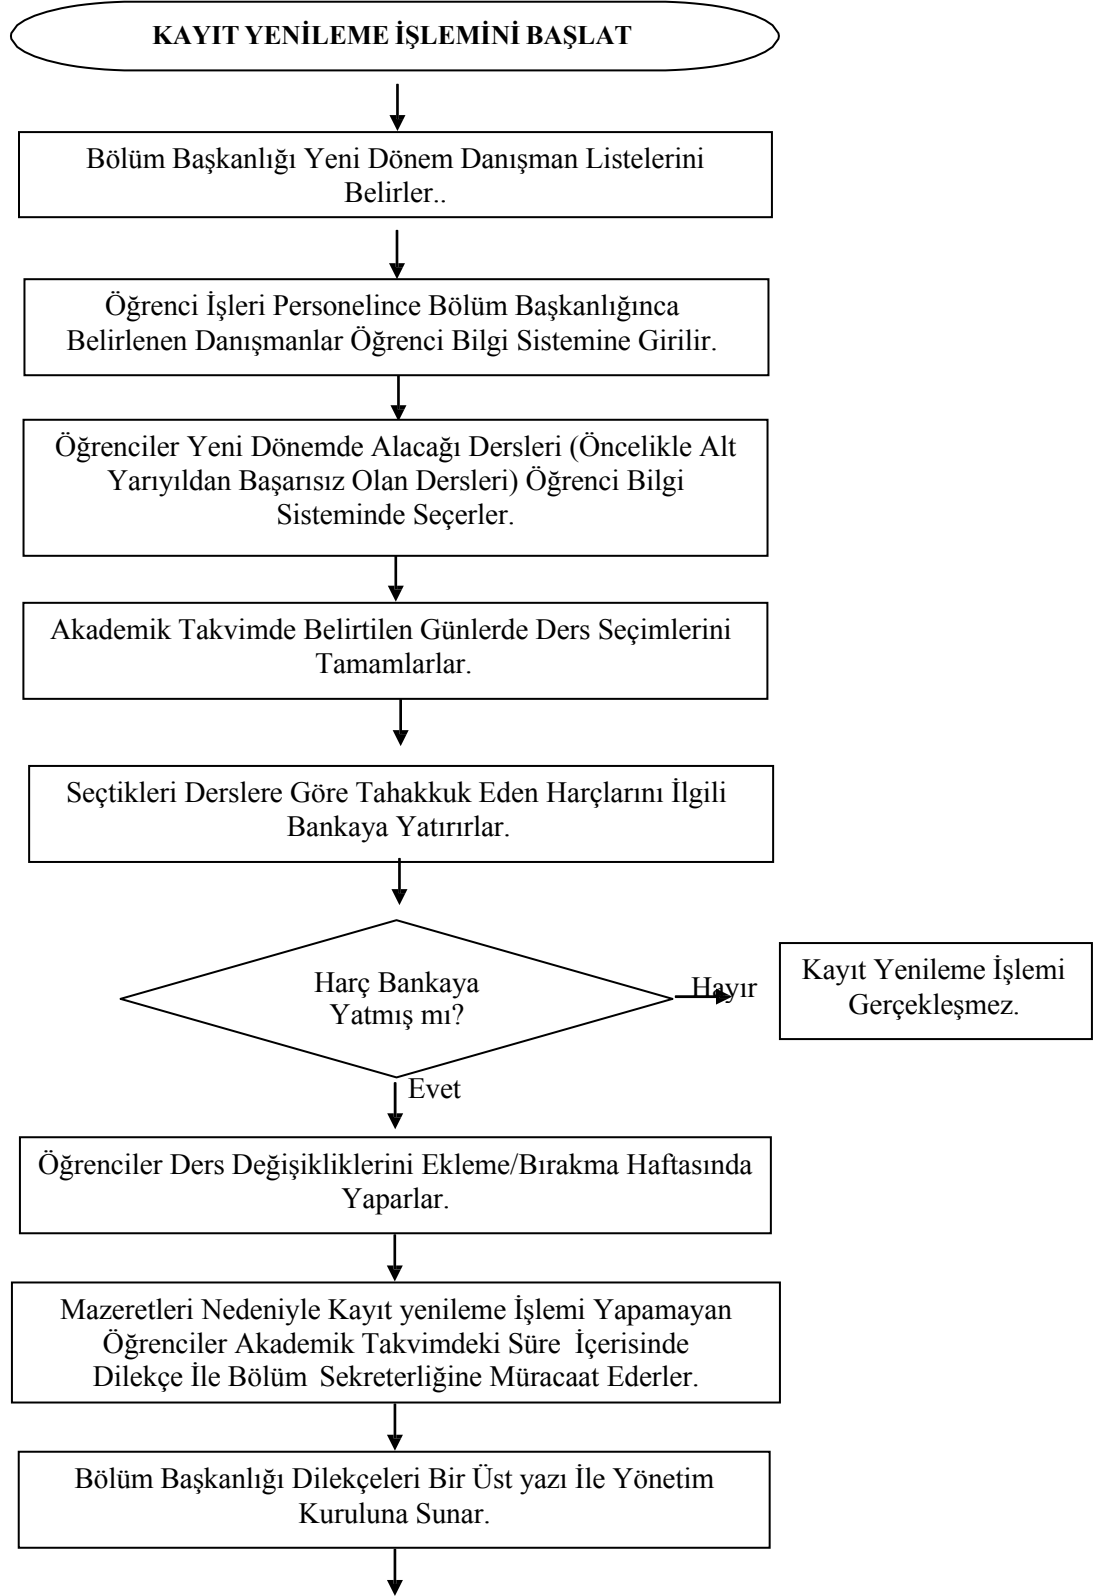 KAYIT YENİLEME İŞLEMİNİ BAŞLAT
Bölüm Başkanlığı Yeni Dönem Danışman Listelerini
Belirler..
Öğrenci İşleri Personelince Bölüm Başkanlığınca
Belirlenen Danışmanlar Öğrenci Bilgi Sistemine Girilir.
Öğrenciler Yeni Dönemde Alacağı Dersleri (Öncelikle Alt
Yarıyıldan Başarısız Olan Dersleri) Öğrenci Bilgi
Sisteminde Seçerler.
Akademik Takvimde Belirtilen Günlerde Ders Seçimlerini
Tamamlarlar.
Seçtikleri Derslere Göre Tahakkuk Eden Harçlarını İlgili
Bankaya Yatırırlar.
Harç Bankaya
Yatmış mı?
Hayır
Kayıt Yenileme İşlemi
Gerçekleşmez.
Evet
Öğrenciler Ders Değişikliklerini Ekleme/Bırakma Haftasında
Yaparlar.
Mazeretleri Nedeniyle Kayıt yenileme İşlemi Yapamayan
Öğrenciler Akademik Takvimdeki Süre İçerisinde
Dilekçe İle Bölüm Sekreterliğine Müracaat Ederler.
Bölüm Başkanlığı Dilekçeleri Bir Üst yazı İle Yönetim
Kuruluna Sunar.